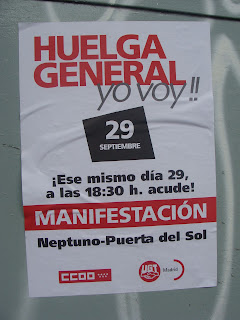 HUELGA
GENERAL
yo voy!!
29
SEPTIEMBRE
¡Ese mismo día 29,
a las 18:30 h. acude!
MANIFESTACIÓN
Neptuno-Puerta del Sol
CCOO
UGT Madrid